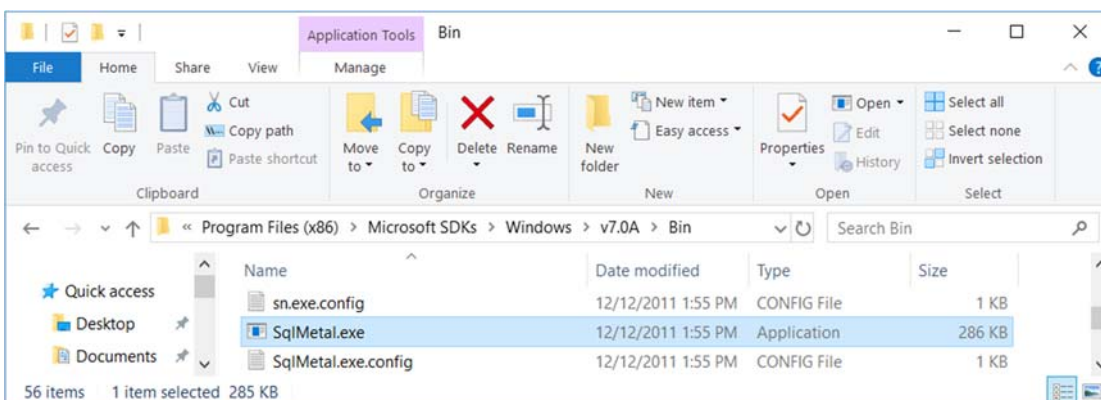 Application Tools Bin
File Home Share View Manage
Pin to Quick access
Copy
Paste
Cut
Copy path
Paste shortcut
Clipboard
Move to
Copy to
Delete
Rename
Organize
New folder
New item
Easy access
New
Properties
Open
Edit
History
Open
Select all
Select none
Invert selection
Select
« Program Files (x86) > Microsoft SDKs > Windows > v7.0A > Bin
Search Bin
Quick access
Desktop
Documents
Name Date modified Type Size
sn.exe.config 12/12/2011 1:55 PM CONFIG File 1 KB
SqlMetal.exe 12/12/2011 1:55 PM Application 286 KB
SqlMetal.exe.config 12/12/2011 1:55 PM CONFIG File 1 KB
56 items 1 item selected 285 KB